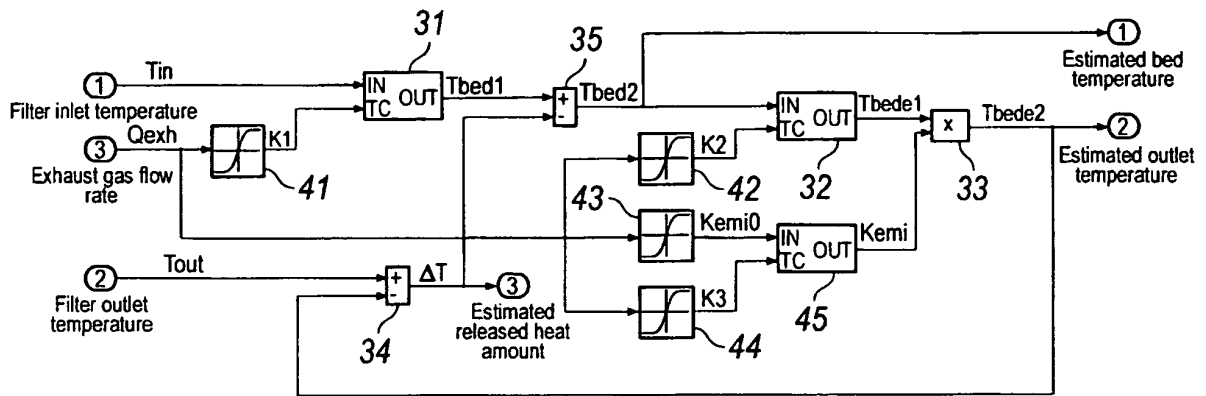 31
35
1
Estimated bed
temperature
Tin
1
Filter inlet temperature
IN
TC
OUT
Tbed1
+
-
Tbed2
Qexh
3
Exhaust gas flow
rate
K1
41
IN
TC
OUT
Tbede1
32
x
33
Tbede2
2
Estimated outlet
temperature
K2
42
43
Kemi0
IN
TC
OUT
Kemi
45
K3
44
Tout
2
Filter outlet
temperature
+
-
34
ΔT
3
Estimated
released heat
amount